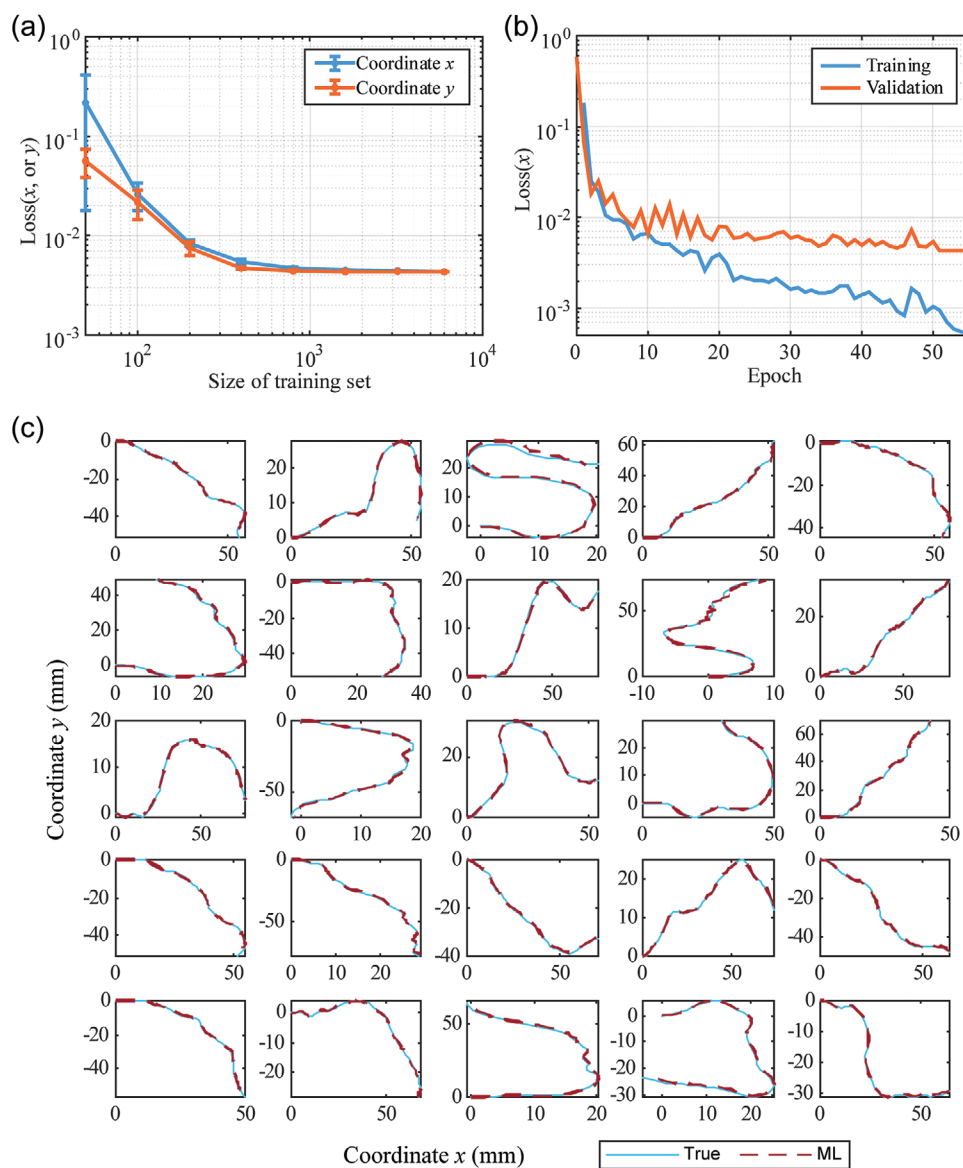 (a)
10^0
10^-1
10^-2
10^-3
Loss(x, or y)
10^2 10^3 10^4
Size of training set
Coordinate x
Coordinate y
(b)
10^0
10^-1
10^-2
10^-3
Loss(x)
0 10 20 30 40 50
Epoch
Training
Validation
(c)
Coordinate y (mm)
0 -20 -40
0 50
20 10 0
0 50
20 10 0
0 10 20
60 40 20 0
0 50
0 -20 -40
0 50
40 20 0
0 10 20
0 -20 -40
0 20 40
20 10 0
0 50
50 0
-10 0 10
20 0
0 50
20 10 0
0 50
0 -50
0 10 20
20 0
0 50
20 0
0 50
60 40 20 0
0 50
0 -20 -40
0 50
0 -50
0 10 20
0 -20 -40
0 50
20 10 0
0 50
0 -20 -40
0 50
0 -20 -40
0 50
0 -10 -20
0 50
50 0
0 10 20
0 -10 -20 -30
0 10 20
0 -10 -20 -30
0 50
Coordinate x (mm)
True ML